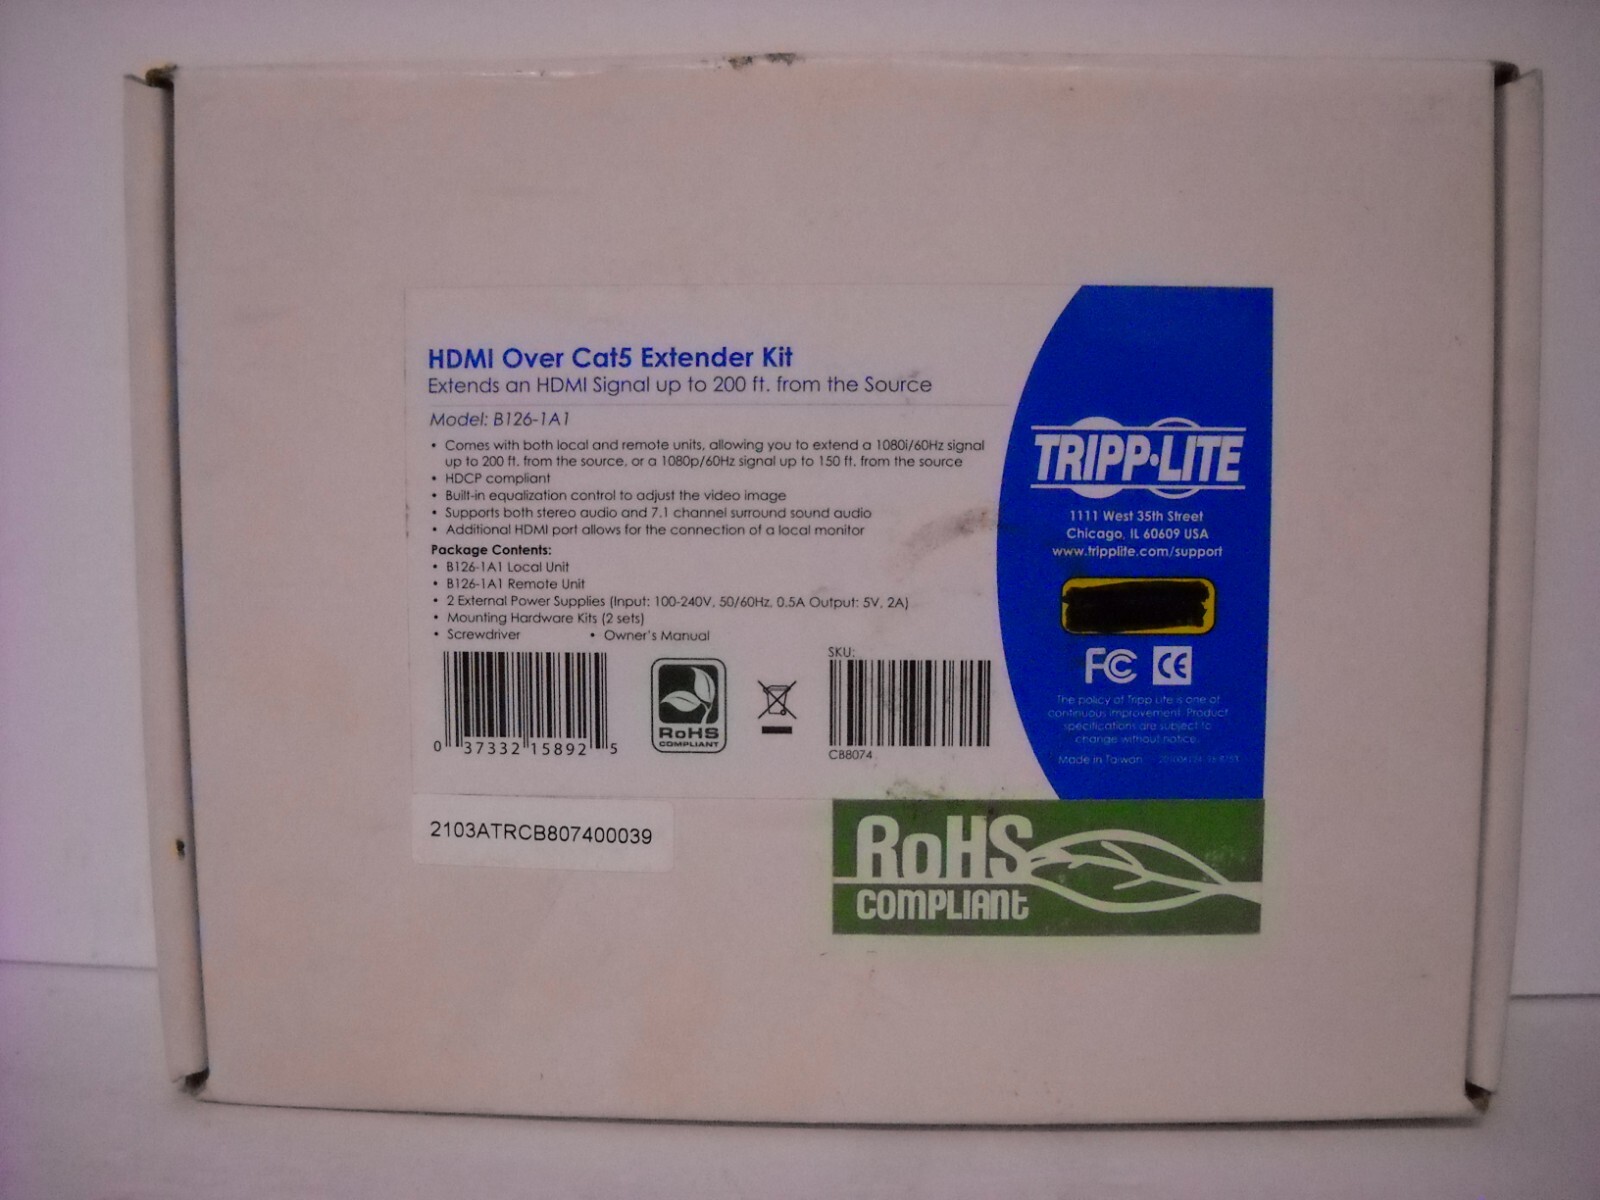 HDMI Over Cat5 Extender Kit
Extends an HDMI Signal up to 200 ft. from the Source
Model: B126-1A1
• Comes with both local and remote units, allowing you to extend a 1080i/60Hz signal
up to 200 ft. from the source, or a 1080p/60Hz signal up to 150 ft. from the source
• HDCP compliant
• Built-in equalization control to adjust the video image
• Supports both stereo audio and 7.1 channel surround sound audio
• Additional HDMI port allows for the connection of a local monitor
Package Contents:
• B126-1A1 Local Unit
• B126-1A1 Remote Unit
• 2 External Power Supplies (Input: 100-240V, 50/60Hz, 0.5A Output: 5V, 2A)
• Mounting Hardware Kits (2 sets)
• Screwdriver • Owner's Manual
0 37332 15892 5
RoHS
COMPLIANT
SKU:
CB8074
TRIPP·LITE
1111 West 35th Street
Chicago, IL 60609 USA
www.tripplite.com/support
FC CE
The policy of Tripp Lite is one of
continuous improvement. Product
specifications are subject to
change without notice.
Made in Taiwan
2103ATRCB807400039
RoHS
COMPLIANt